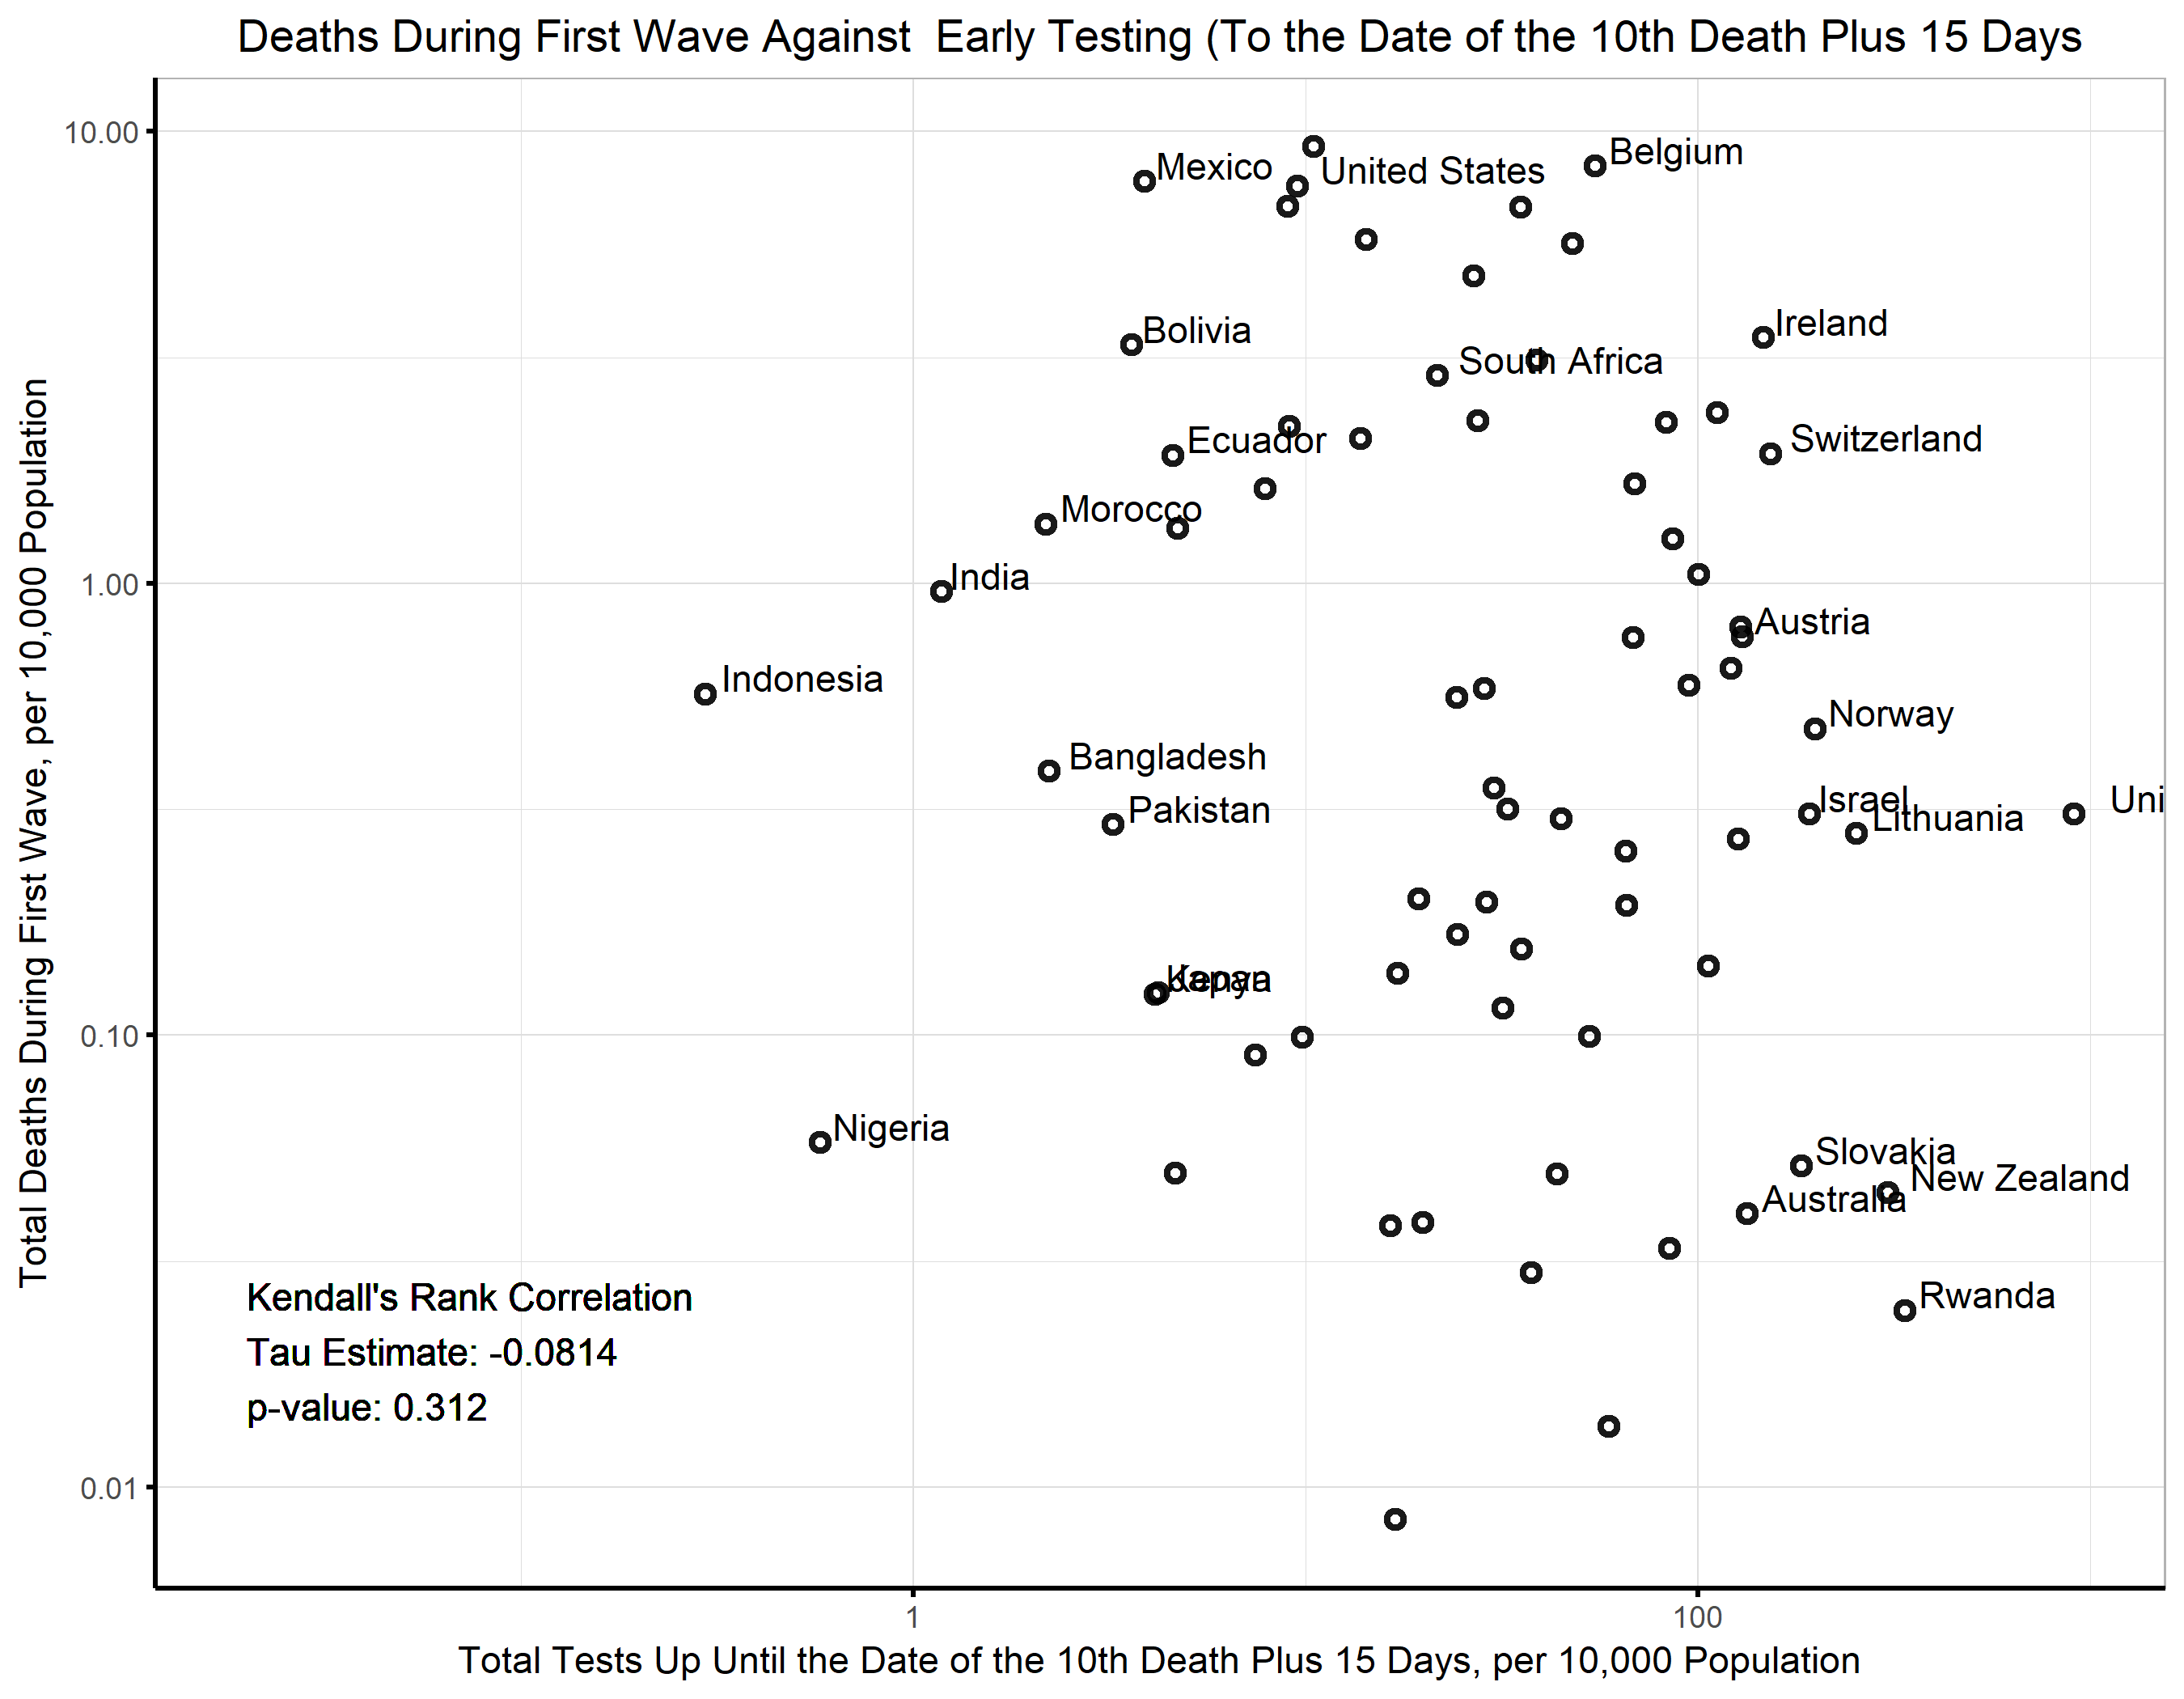 Deaths During First Wave Against  Early Testing (To the Date of the 10th Death Plus 15 Days
10.00
1.00
0.10
0.01
Total Deaths During First Wave, per 10,000 Population
Mexico
United States
Belgium
Bolivia
Ireland
South Africa
Ecuador
Switzerland
Morocco
India
Austria
Indonesia
Norway
Bangladesh
Pakistan
Israel
Lithuania
Uni
Japan
Kenya
Nigeria
Slovakia
New Zealand
Australia
Rwanda
Kendall's Rank Correlation
Tau Estimate: -0.0814
p-value: 0.312
1
100
Total Tests Up Until the Date of the 10th Death Plus 15 Days, per 10,000 Population